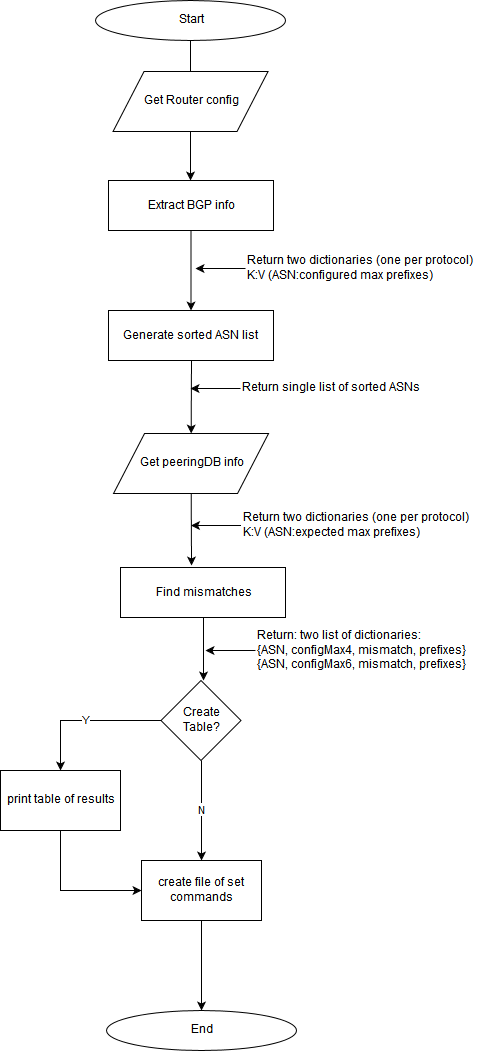 Start
Get Router config
Extract BGP info
Return two dictionaries (one per protocol)
K:V (ASN:configured max prefixes)
Generate sorted ASN list
Return single list of sorted ASNs
Get peeringDB info
Return two dictionaries (one per protocol)
K:V (ASN:expected max prefixes)
Find mismatches
Return: two list of dictionaries:
{ASN, configMax4, mismatch, prefixes}
{ASN, configMax6, mismatch, prefixes}
Create
Table?
Y
print table of results
N
create file of set
commands
End